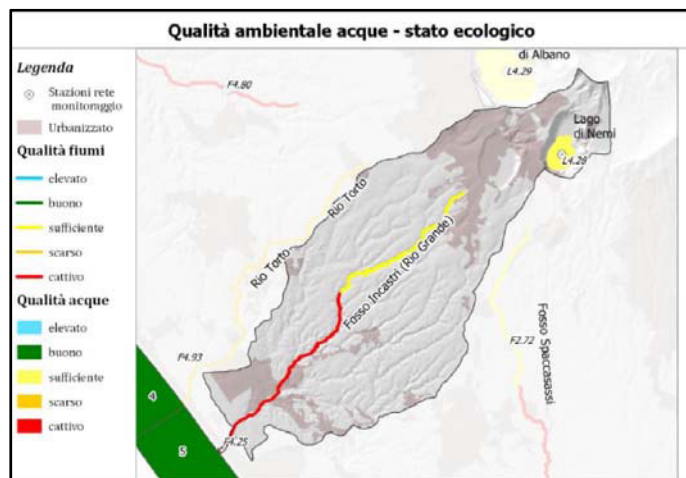 Qualità ambientale acque - stato ecologico
Legenda
Stazioni rete
monitoraggio
Urbanizzato
Qualità fiumi
elevato
buono
sufficiente
scarso
cattivo
Qualità acque
elevato
buono
sufficiente
scarso
cattivo
di Albano
L4.29
F4.80
Lago
di Nemi
L4.28
Rio Torto
Rio Torto
Fosso Incastri (Rio Grande)
F2.72
Fosso Spaccasassi
F4.93
4
F4.25
5